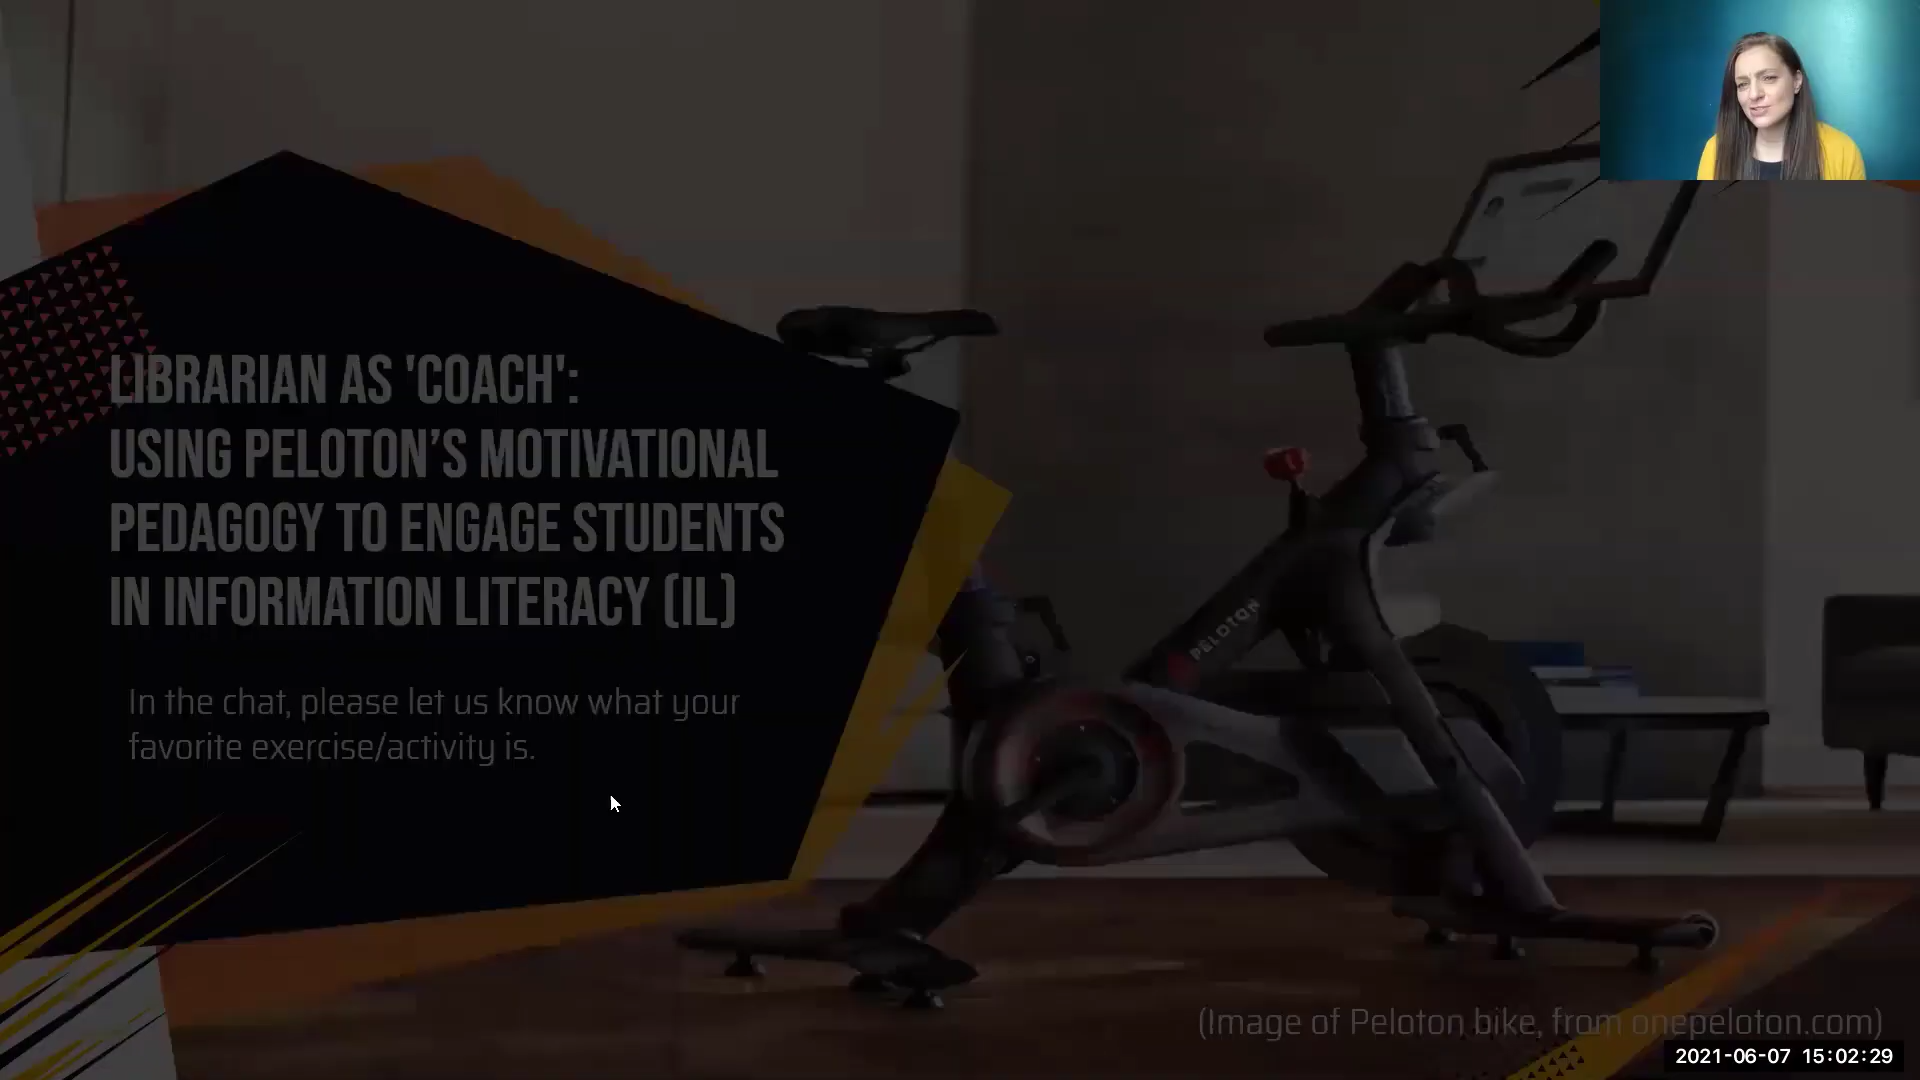 LIBRARIAN AS 'COACH':
USING PELOTON’S MOTIVATIONAL
PEDAGOGY TO ENGAGE STUDENTS
IN INFORMATION LITERACY (IL)
In the chat, please let us know what your
favorite exercise/activity is.
PELOTON
(Image of Peloton bike, from onepeloton.com)
2021-06-07 15:02:29